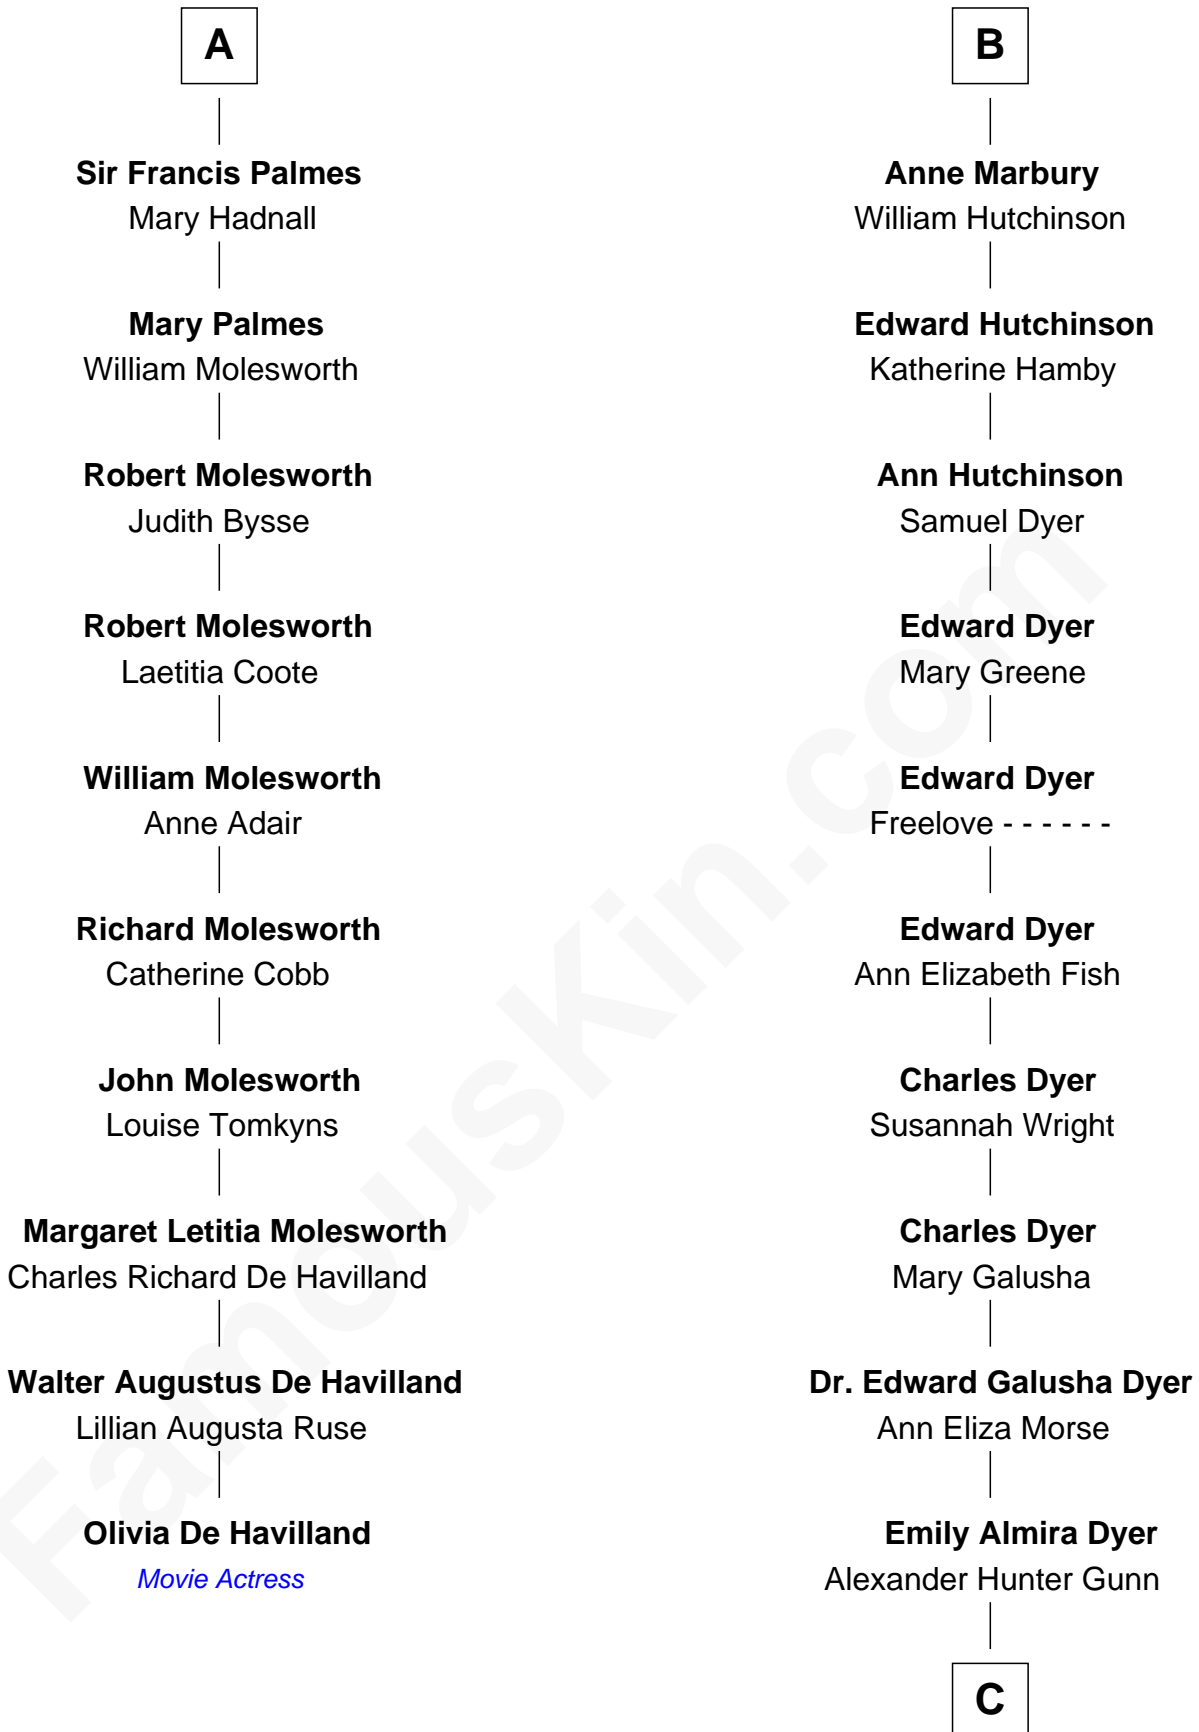 A
Sir Francis Palmes
Mary Hadnall
Mary Palmes
William Molesworth
Robert Molesworth
Judith Bysse
Robert Molesworth
Laetitia Coote
William Molesworth
Anne Adair
Richard Molesworth
Catherine Cobb
John Molesworth
Louise Tomkyns
Margaret Letitia Molesworth
Charles Richard De Havilland
Walter Augustus De Havilland
Lillian Augusta Ruse
Olivia De Havilland
Movie Actress
B
Anne Marbury
William Hutchinson
Edward Hutchinson
Katherine Hamby
Ann Hutchinson
Samuel Dyer
Edward Dyer
Mary Greene
Edward Dyer
Freelove - - - - - -
Edward Dyer
Ann Elizabeth Fish
Charles Dyer
Susannah Wright
Charles Dyer
Mary Galusha
Dr. Edward Galusha Dyer
Ann Eliza Morse
Emily Almira Dyer
Alexander Hunter Gunn
C
FamousKin.com